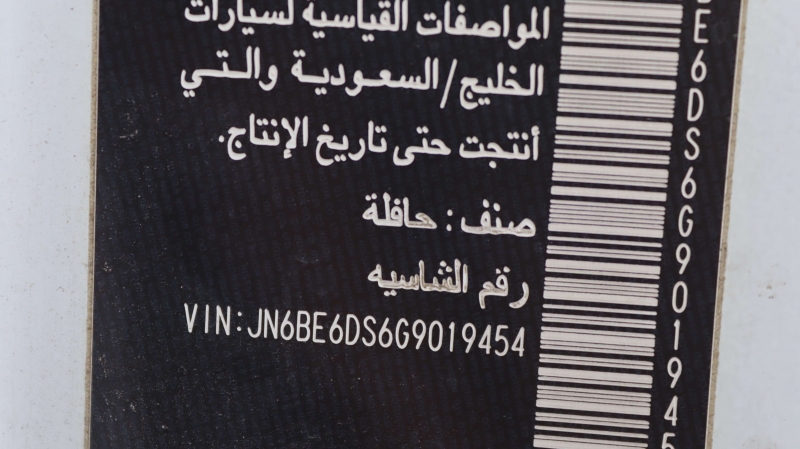 المواصفات القياسية لسيارات
الخليج/السعودية والتي
أنتجت حتى تاريخ الإنتاج.
صنف: حافلة
رقم الشاسيه
VIN:JN6BE6DS6G9019454
E6DS6G901945